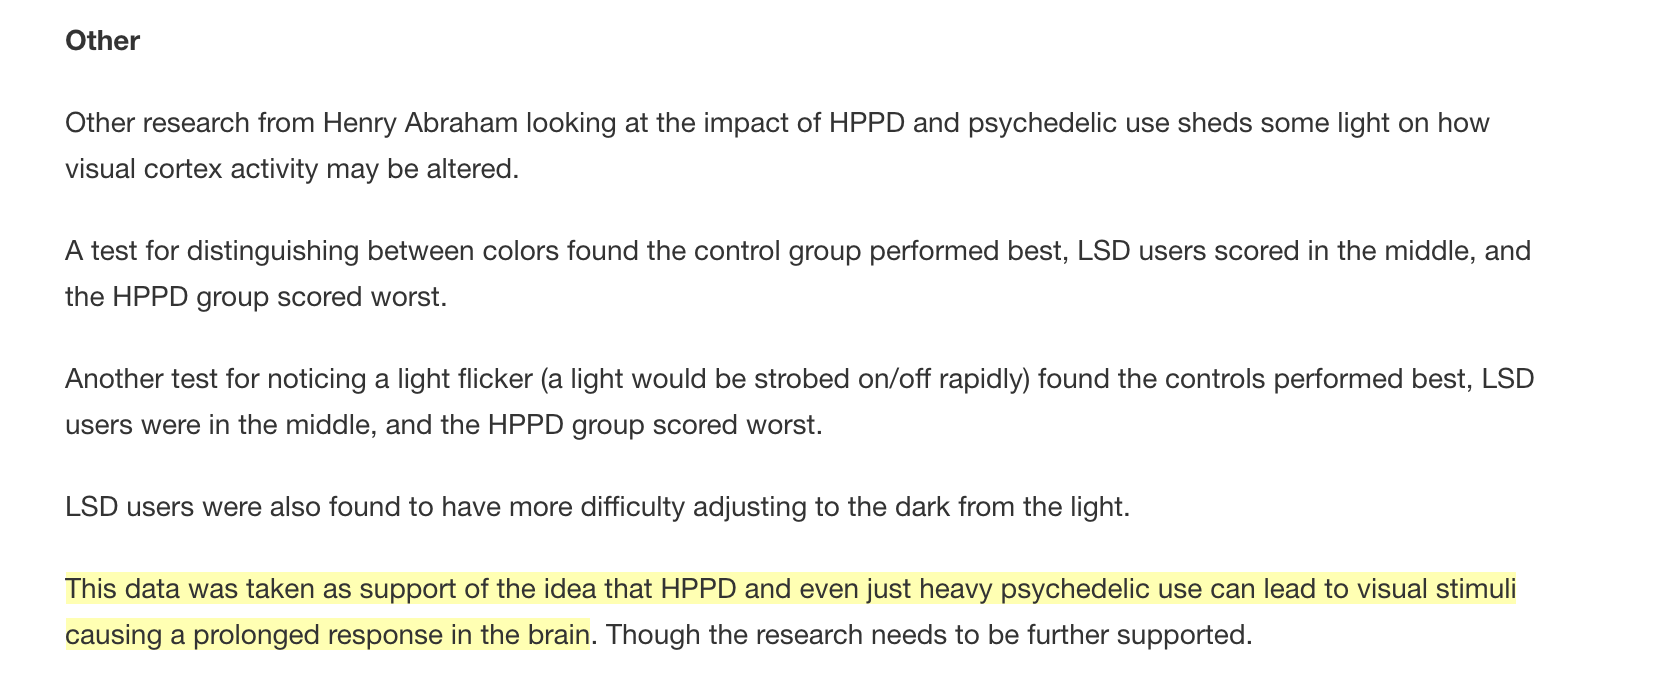 Other
Other research from Henry Abraham looking at the impact of HPPD and psychedelic use sheds some light on how
visual cortex activity may be altered.
A test for distinguishing between colors found the control group performed best, LSD users scored in the middle, and
the HPPD group scored worst.
Another test for noticing a light flicker (a light would be strobed on/off rapidly) found the controls performed best, LSD
users were in the middle, and the HPPD group scored worst.
LSD users were also found to have more difficulty adjusting to the dark from the light.
This data was taken as support of the idea that HPPD and even just heavy psychedelic use can lead to visual stimuli
causing a prolonged response in the brain. Though the research needs to be further supported.